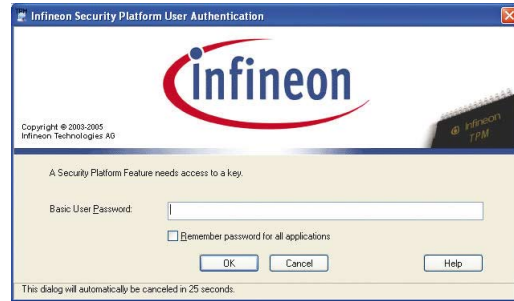 TPM
Infineon Security Platform User Authentication
infineon
Copyright © 2003-2005
Infineon Technologies AG
infineon
TPM
A Security Platform Feature needs access to a key.
Basic User Password:
Remember password for all applications
OK
Cancel
Help
This dialog will automatically be canceled in 25 seconds.